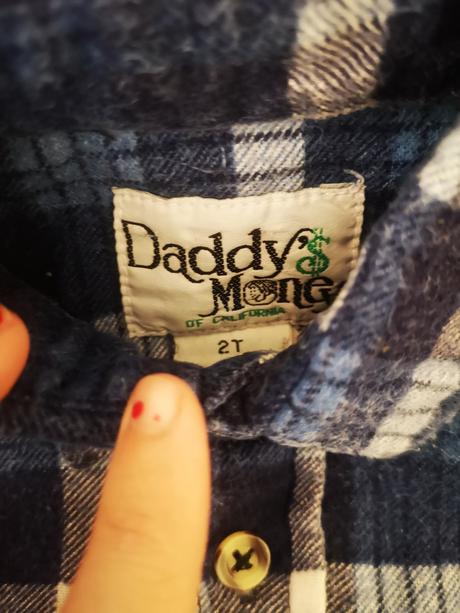 Daddy'$
Mone
OF CALIFORNIA
2T